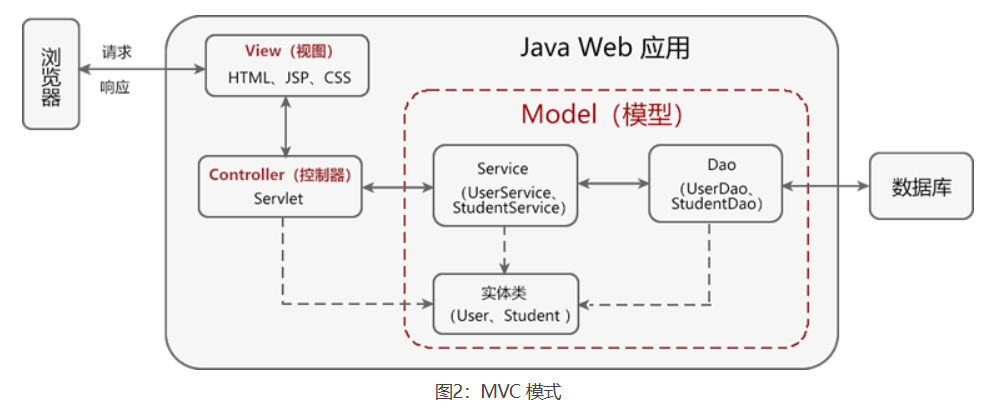 浏览器
请求
响应
Java Web 应用
View（视图）
HTML、JSP、CSS
Model（模型）
Controller（控制器）
Servlet
Service
（UserService、
StudentService）
Dao
（UserDao、
StudentDao）
数据库
实体类
（User、Student ）
图2：MVC 模式